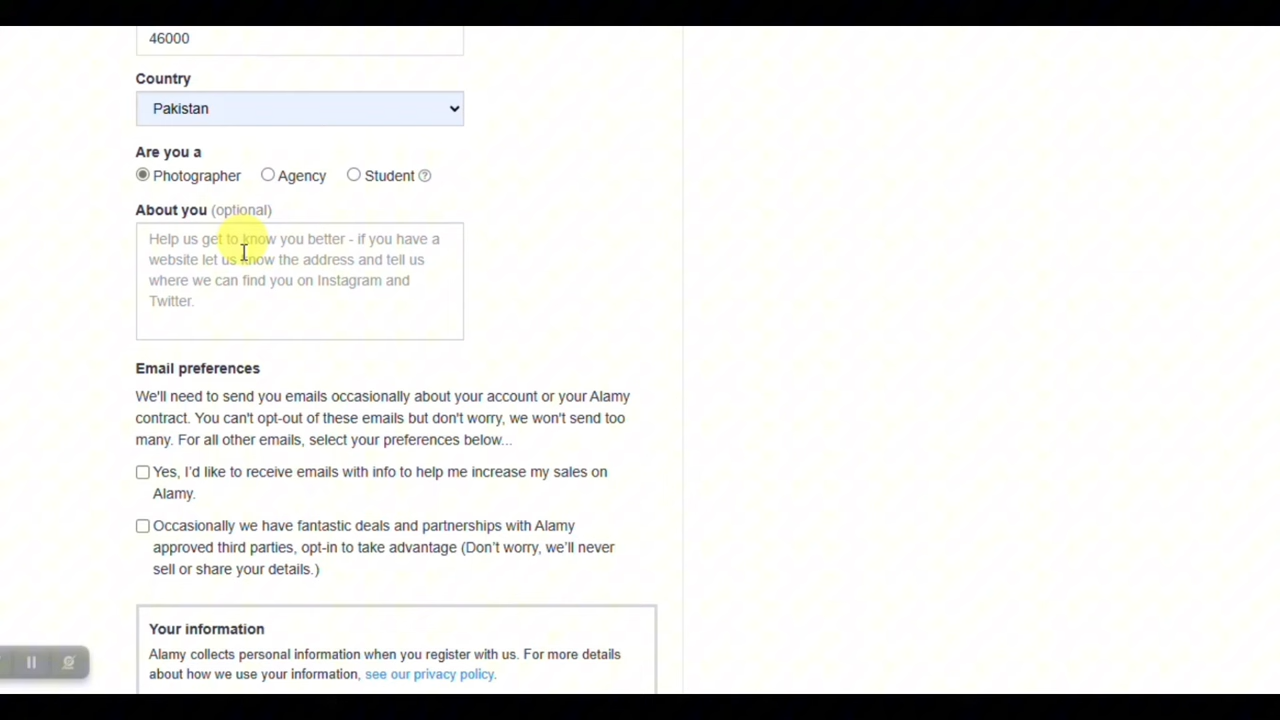 46000
Country
Pakistan
Are you a
Photographer Agency Student ?
About you (optional)
Help us get to know you better - if you have a
website let us know the address and tell us
where we can find you on Instagram and
Twitter.
Email preferences
We'll need to send you emails occasionally about your account or your Alamy
contract. You can't opt-out of these emails but don't worry, we won't send too
many. For all other emails, select your preferences below...
Yes, I'd like to receive emails with info to help me increase my sales on
Alamy.
Occasionally we have fantastic deals and partnerships with Alamy
approved third parties, opt-in to take advantage (Don't worry, we'll never
sell or share your details.)
Your information
Alamy collects personal information when you register with us. For more details
about how we use your information, see our privacy policy.